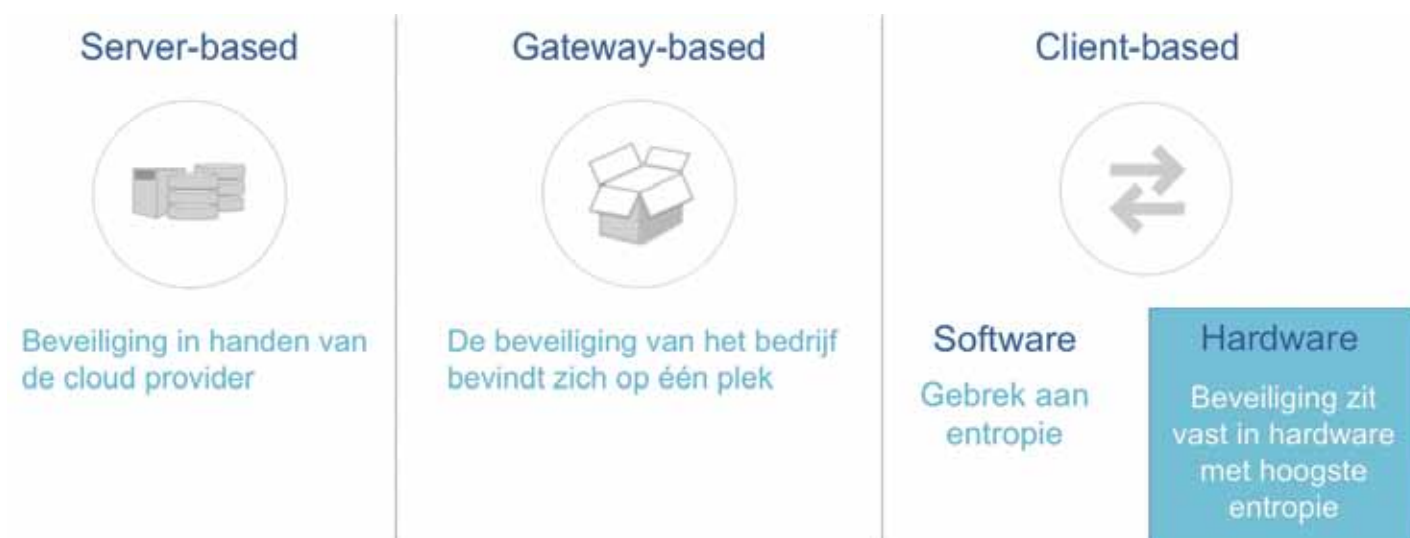 Server-based
Beveiliging in handen van
de cloud provider
Gateway-based
De beveiliging van het bedrijf
bevindt zich op één plek
Client-based
Software
Gebrek aan
entropie
Hardware
Beveiliging zit
vast in hardware
met hoogste
entropie